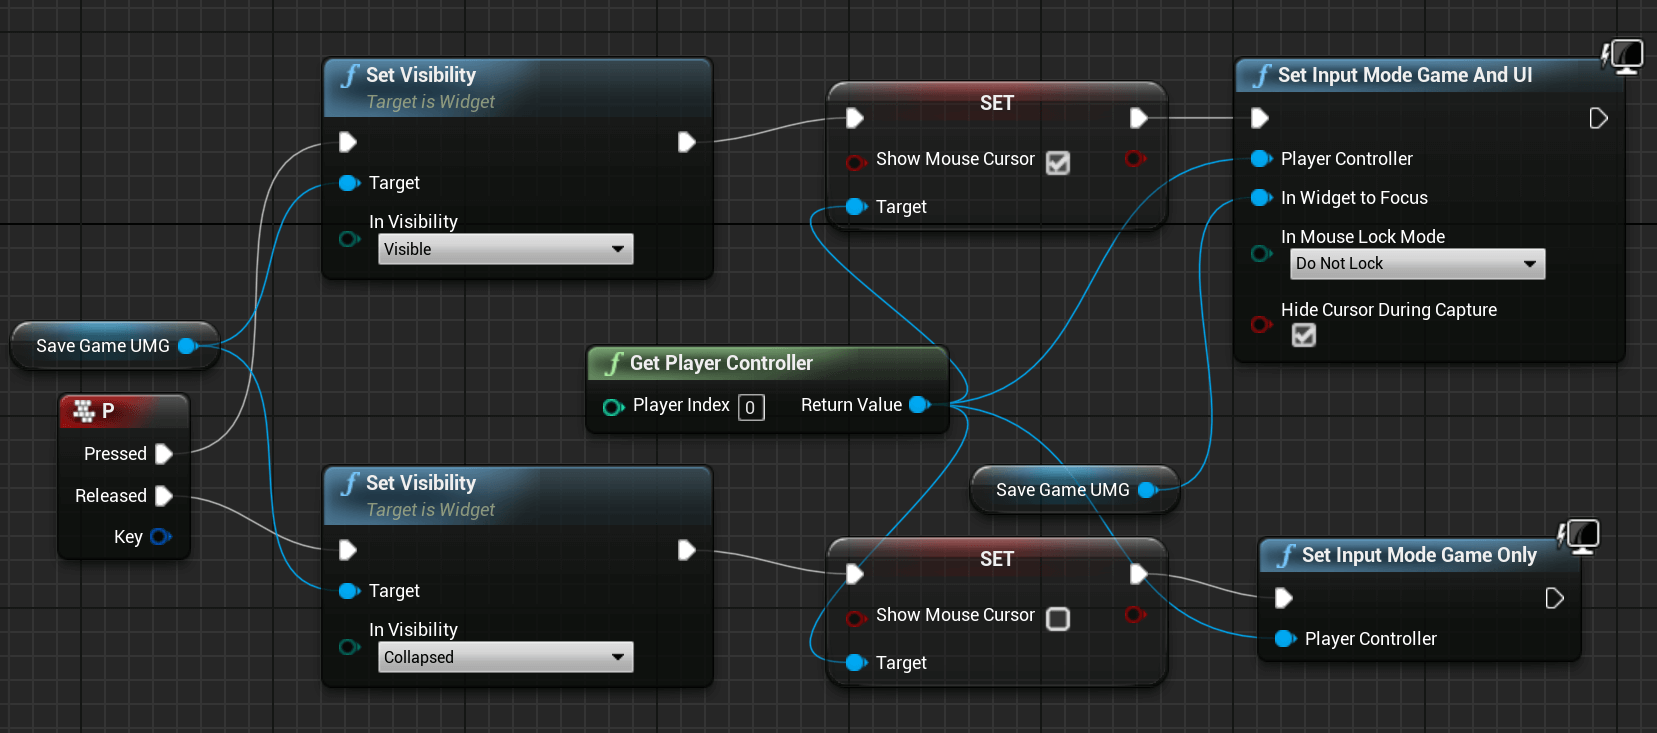 Set Visibility
Target is Widget
Target
In Visibility
Visible
SET
Show Mouse Cursor
Target
Set Input Mode Game And UI
Player Controller
In Widget to Focus
In Mouse Lock Mode
Do Not Lock
Hide Cursor During Capture
Save Game UMG
Get Player Controller
Player Index 0 Return Value
P
Pressed
Released
Key
Set Visibility
Target is Widget
Target
In Visibility
Collapsed
Save Game UMG
SET
Show Mouse Cursor
Target
Set Input Mode Game Only
Player Controller